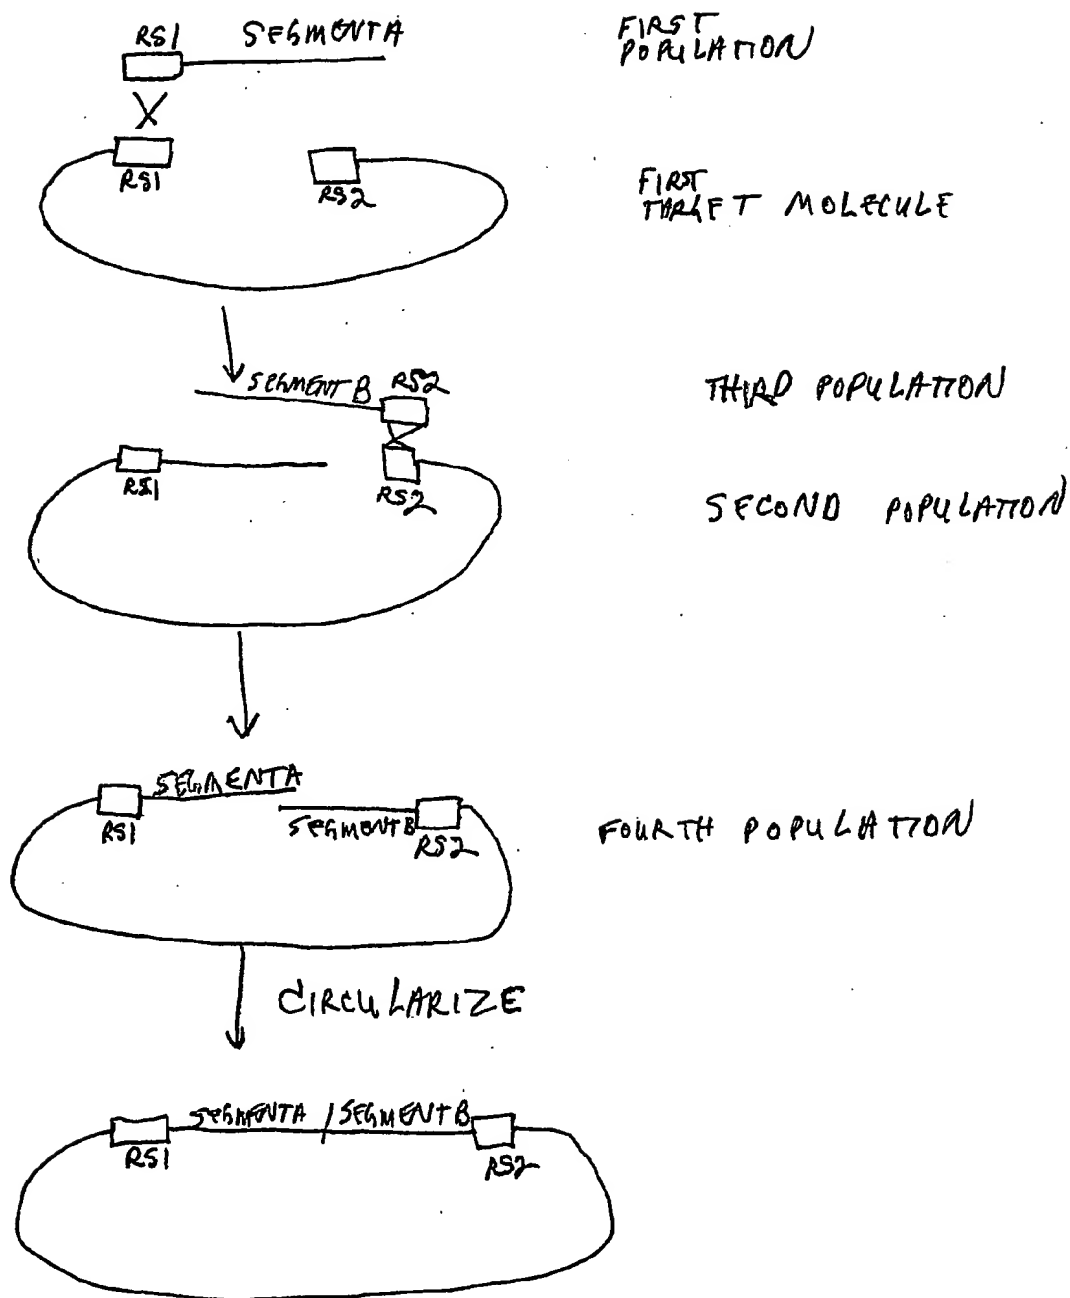 RS1 SEGMENTA
FIRST
POPULATION
RS1
RS2
FIRST
TARGET MOLECULE
SEGMENT B RS2
THIRD POPULATION
RS1
RS2
SECOND POPULATION
SEGMENTA
RS1
SEGMENTB
RS2
FOURTH POPULATION
CIRCULARIZE
SEGMENTA / SEGMENTB
RS1
RS2